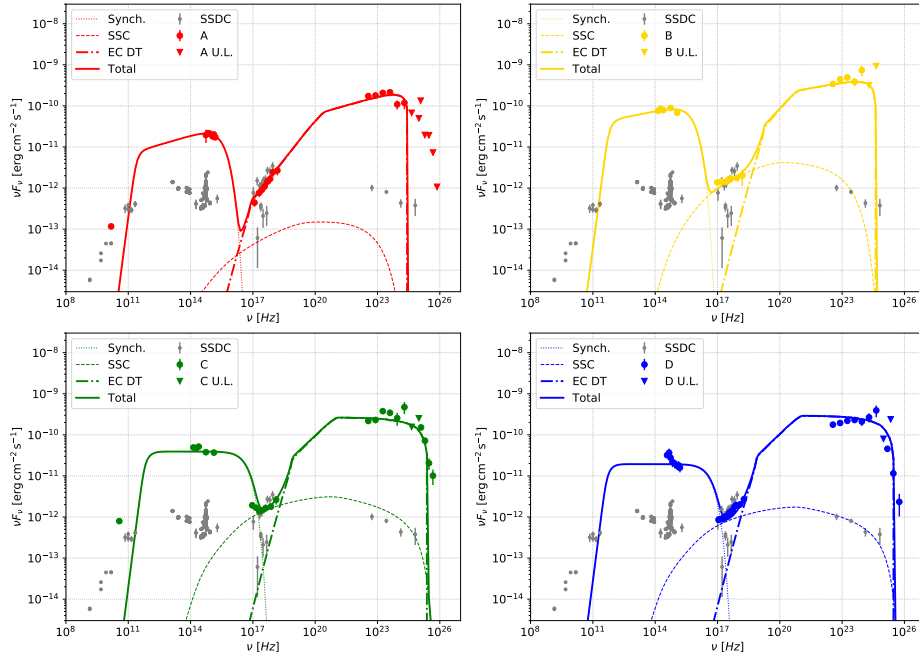 Synch.
SSC
EC DT
Total
SSDC
A
A U.L.
10⁻⁸
10⁻⁹
10⁻¹⁰
10⁻¹¹
10⁻¹²
10⁻¹³
10⁻¹⁴
νFν [erg cm⁻² s⁻¹]
10⁸ 10¹¹ 10¹⁴ 10¹⁷ 10²⁰ 10²³ 10²⁶
ν [Hz]
Synch.
SSC
EC DT
Total
SSDC
B
B U.L.
10⁻⁸
10⁻⁹
10⁻¹⁰
10⁻¹¹
10⁻¹²
10⁻¹³
10⁻¹⁴
νFν [erg cm⁻² s⁻¹]
10⁸ 10¹¹ 10¹⁴ 10¹⁷ 10²⁰ 10²³ 10²⁶
ν [Hz]
Synch.
SSC
EC DT
Total
SSDC
C
C U.L.
10⁻⁸
10⁻⁹
10⁻¹⁰
10⁻¹¹
10⁻¹²
10⁻¹³
10⁻¹⁴
νFν [erg cm⁻² s⁻¹]
10⁸ 10¹¹ 10¹⁴ 10¹⁷ 10²⁰ 10²³ 10²⁶
ν [Hz]
Synch.
SSC
EC DT
Total
SSDC
D
D U.L.
10⁻⁸
10⁻⁹
10⁻¹⁰
10⁻¹¹
10⁻¹²
10⁻¹³
10⁻¹⁴
νFν [erg cm⁻² s⁻¹]
10⁸ 10¹¹ 10¹⁴ 10¹⁷ 10²⁰ 10²³ 10²⁶
ν [Hz]